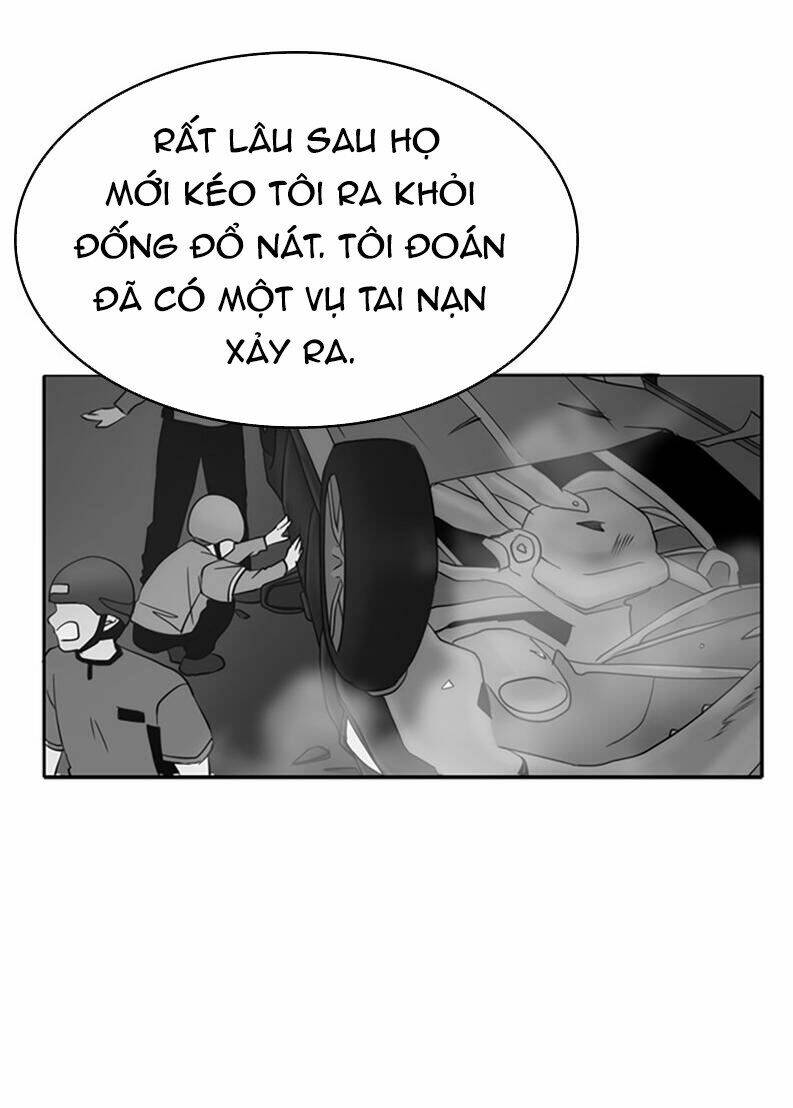 RẤT LÂU SAU HỌ
MỚI KÉO TÔI RA KHỎI
ĐỐNG ĐỔ NÁT. TÔI ĐOÁN
ĐÃ CÓ MỘT VỤ TAI NẠN
XẢY RA.